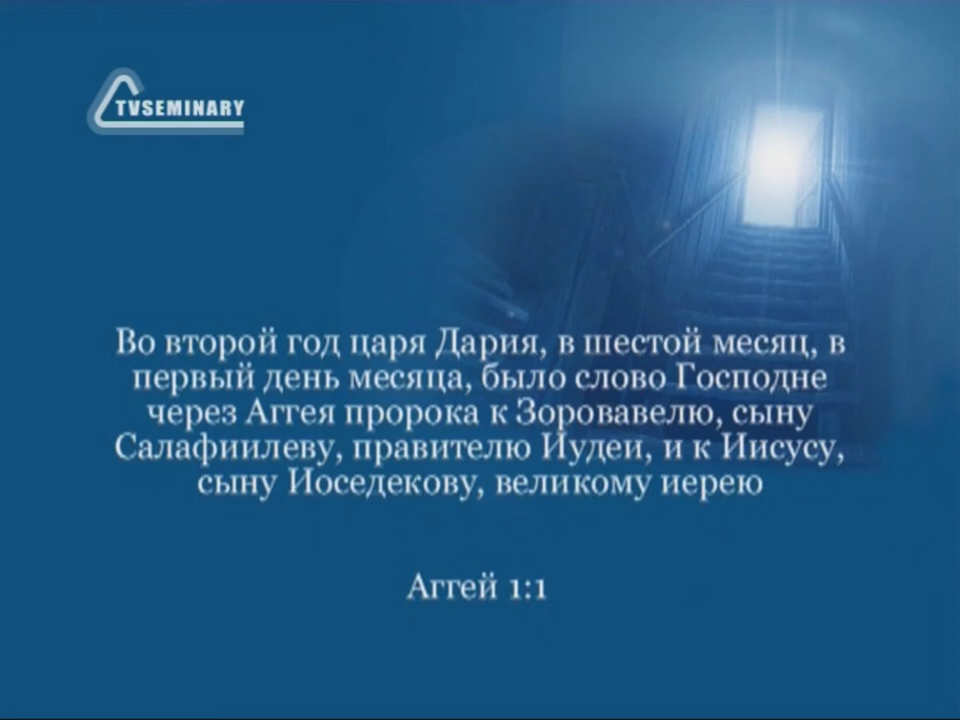 TVSEMINARY
Во второй год царя Дария, в шестой месяц, в
первый день месяца, было слово Господне
через Аггея пророка к Зоровавелю, сыну
Салафиилеву, правителю Иудеи, и к Иисусу,
сыну Иоседекову, великому иерею
Аггей 1:1